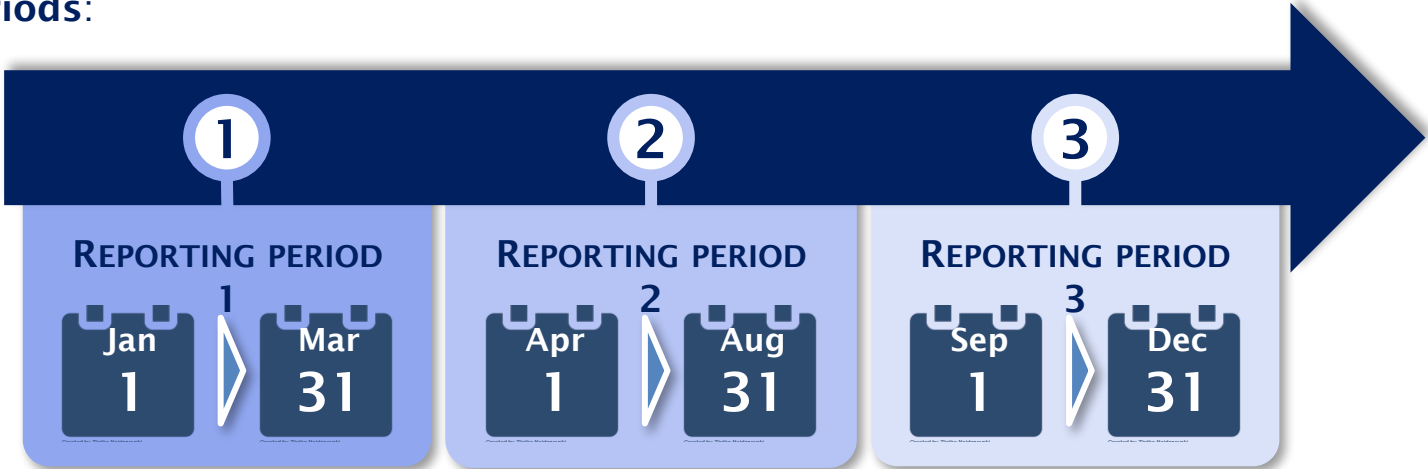 iods:
1
2
3
REPORTING PERIOD
1
Jan
1
Mar
31
REPORTING PERIOD
2
Apr
1
Aug
31
REPORTING PERIOD
3
Sep
1
Dec
31